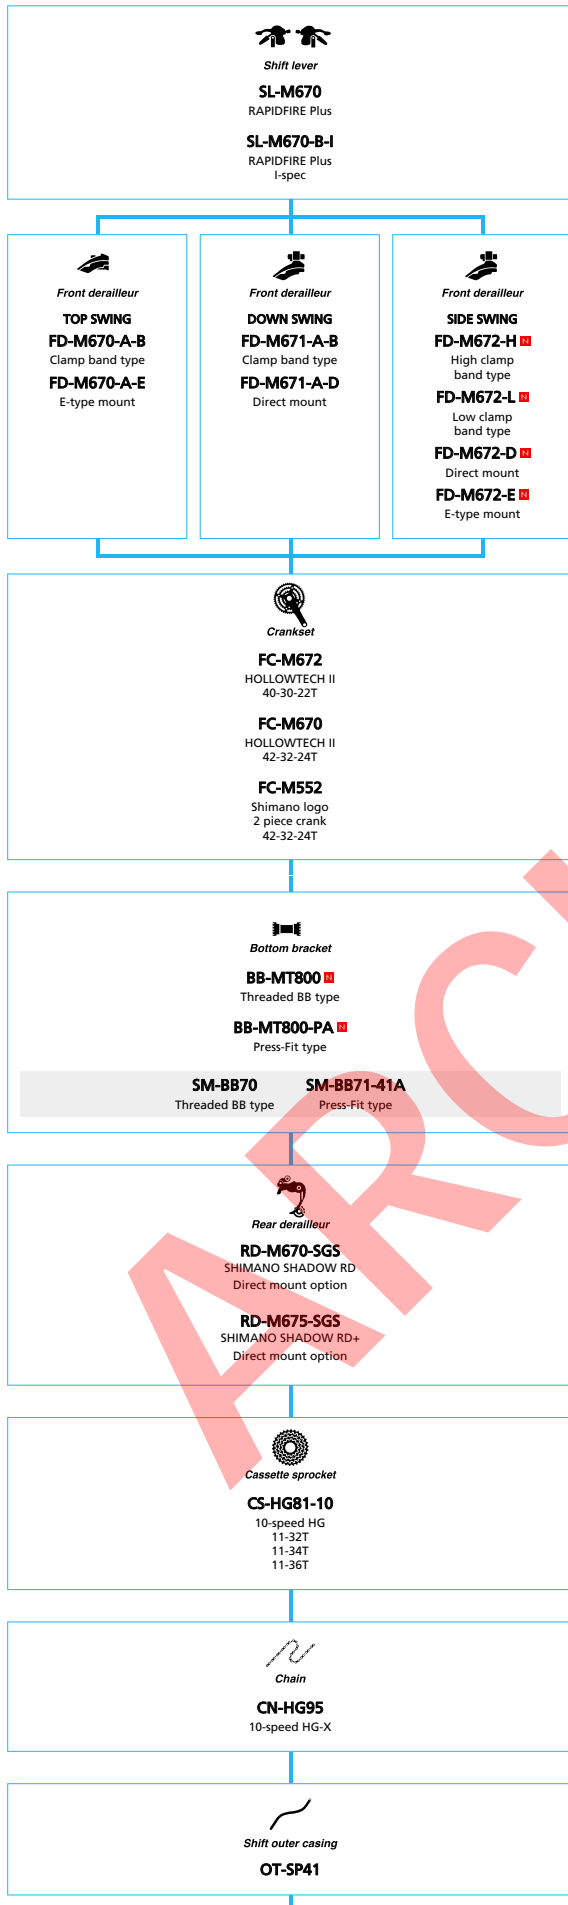 Shift lever
SL-M670
RAPIDFIRE Plus
SL-M670-B-I
RAPIDFIRE Plus
I-spec
Front derailleur
TOP SWING
FD-M670-A-B
Clamp band type
FD-M670-A-E
E-type mount
Front derailleur
DOWN SWING
FD-M671-A-B
Clamp band type
FD-M671-A-D
Direct mount
Front derailleur
SIDE SWING
FD-M672-H N
High clamp
band type
FD-M672-L N
Low clamp
band type
FD-M672-D N
Direct mount
FD-M672-E N
E-type mount
Crankset
FC-M672
HOLLOWTECH II
40-30-22T
FC-M670
HOLLOWTECH II
42-32-24T
FC-M552
Shimano logo
2 piece crank
42-32-24T
Bottom bracket
BB-MT800 N
Threaded BB type
BB-MT800-PA N
Press-Fit type
SM-BB70 SM-BB71-41A
Threaded BB type Press-Fit type
Rear derailleur
RD-M670-SGS
SHIMANO SHADOW RD
Direct mount option
RD-M675-SGS
SHIMANO SHADOW RD+
Direct mount option
Cassette sprocket
CS-HG81-10
10-speed HG
11-32T
11-34T
11-36T
Chain
CN-HG95
10-speed HG-X
Shift outer casing
OT-SP41